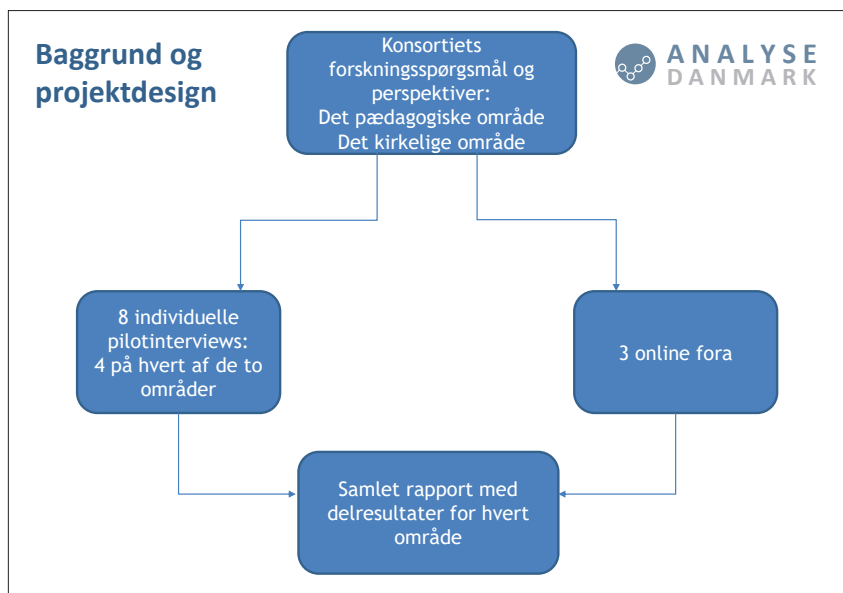 Baggrund og
projektdesign
Konsortiets
forskningsspørgsmål og
perspektiver:
Det pædagogiske område
Det kirkelige område
ANALYSE
DANMARK
8 individuelle
pilotinterviews:
4 på hvert af de to
områder
3 online fora
Samlet rapport med
delresultater for hvert
område